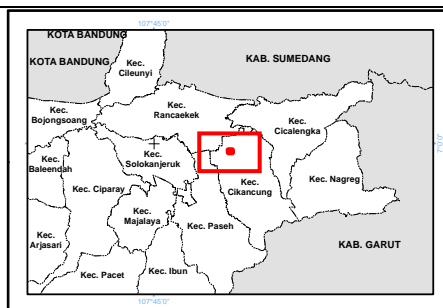 107°45'0"
KOTA BANDUNG
KOTA BANDUNG
Kec.
Cileunyi
KAB. SUMEDANG
Kec.
Bojongsoang
Kec.
Rancaekek
Kec.
Cicalengka
7°0'0"
Kec.
Baleendah
Kec.
Solokanjeruk
Kec. Ciparay
Kec.
Cikancung
Kec. Nagreg
Kec.
Majalaya
Kec. Paseh
Kec.
Arjasari
KAB. GARUT
Kec. Pacet
Kec. Ibun
107°45'0"